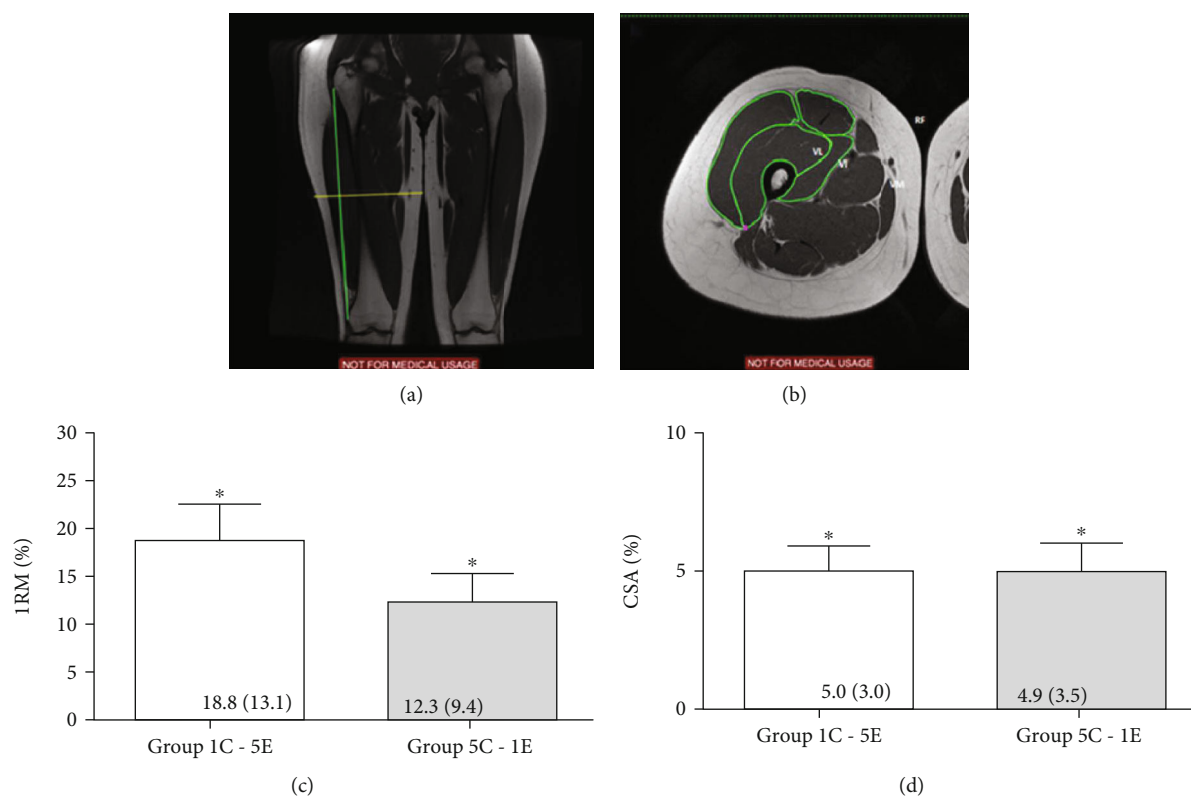 NOT FOR MEDICAL USAGE
(a)
RF
VL
VI
VM
NOT FOR MEDICAL USAGE
(b)
30
25
20
15
10
5
0
1RM (%)
*
*
18.8 (13.1)
12.3 (9.4)
Group 1C - 5E
Group 5C - 1E
(c)
10
5
0
CSA (%)
*
*
5.0 (3.0)
4.9 (3.5)
Group 1C - 5E
Group 5C - 1E
(d)